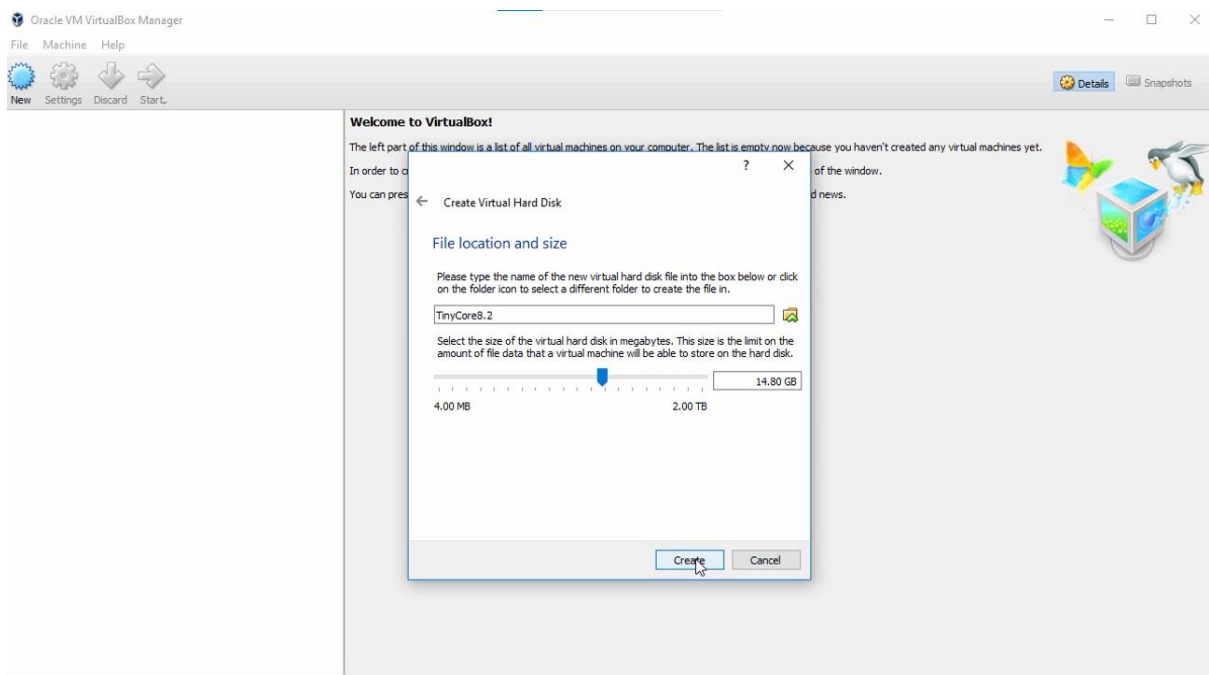 Oracle VM VirtualBox Manager
File Machine Help
New Settings Discard Start
Details Snapshots
Welcome to VirtualBox!
The left part of this window is a list of all virtual machines on your computer. The list is empty now because you haven't created any virtual machines yet.
In order to of the window.
You can pres d news.
Create Virtual Hard Disk
File location and size
Please type the name of the new virtual hard disk file into the box below or click
on the folder icon to select a different folder to create the file in.
TinyCore8.2
Select the size of the virtual hard disk in megabytes. This size is the limit on the
amount of file data that a virtual machine will be able to store on the hard disk.
14.80 GB
4.00 MB 2.00 TB
Create Cancel